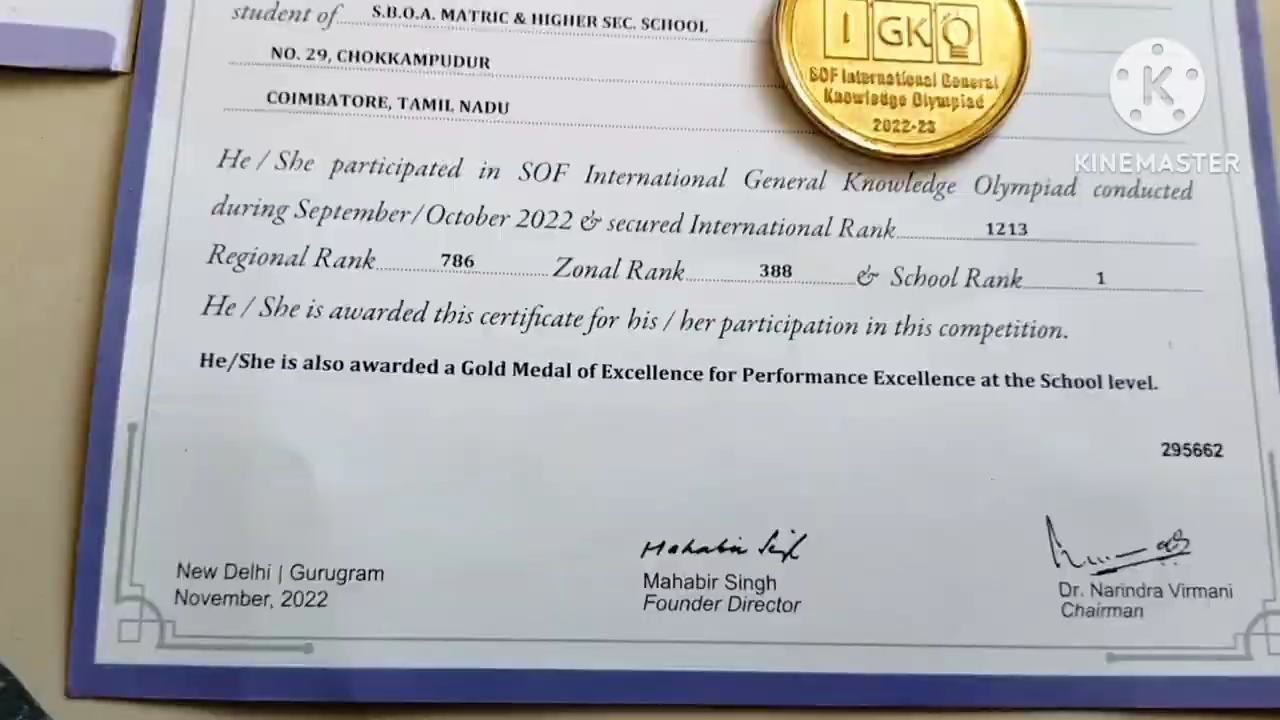 student of S.B.O.A. MATRIC & HIGHER SEC. SCHOOL
NO. 29, CHOKKAMPUDUR
COIMBATORE, TAMIL NADU
I GK
SOF International General
Knowledge Olympiad
2022-23
K
KINEMASTER
He / She participated in SOF International General Knowledge Olympiad conducted
during September/October 2022 & secured International Rank 1213
Regional Rank 786 Zonal Rank 388 & School Rank 1
He / She is awarded this certificate for his / her participation in this competition.
He/She is also awarded a Gold Medal of Excellence for Performance Excellence at the School level.
295662
Mahabir Singh
New Delhi | Gurugram
November, 2022
Mahabir Singh
Founder Director
Dr. Narindra Virmani
Chairman